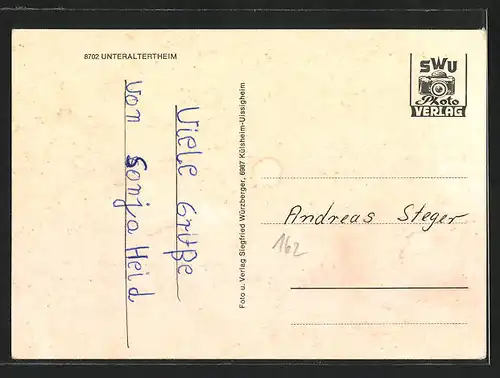 8702 UNTERALTERTHEIM
Viele Grüße
von Sonja Heid
Foto u. Verlag Siegfried Würzberger, 6987 Külsheim-Uissigheim
SWU
Photo
VERLAG
Andreas Steger
162